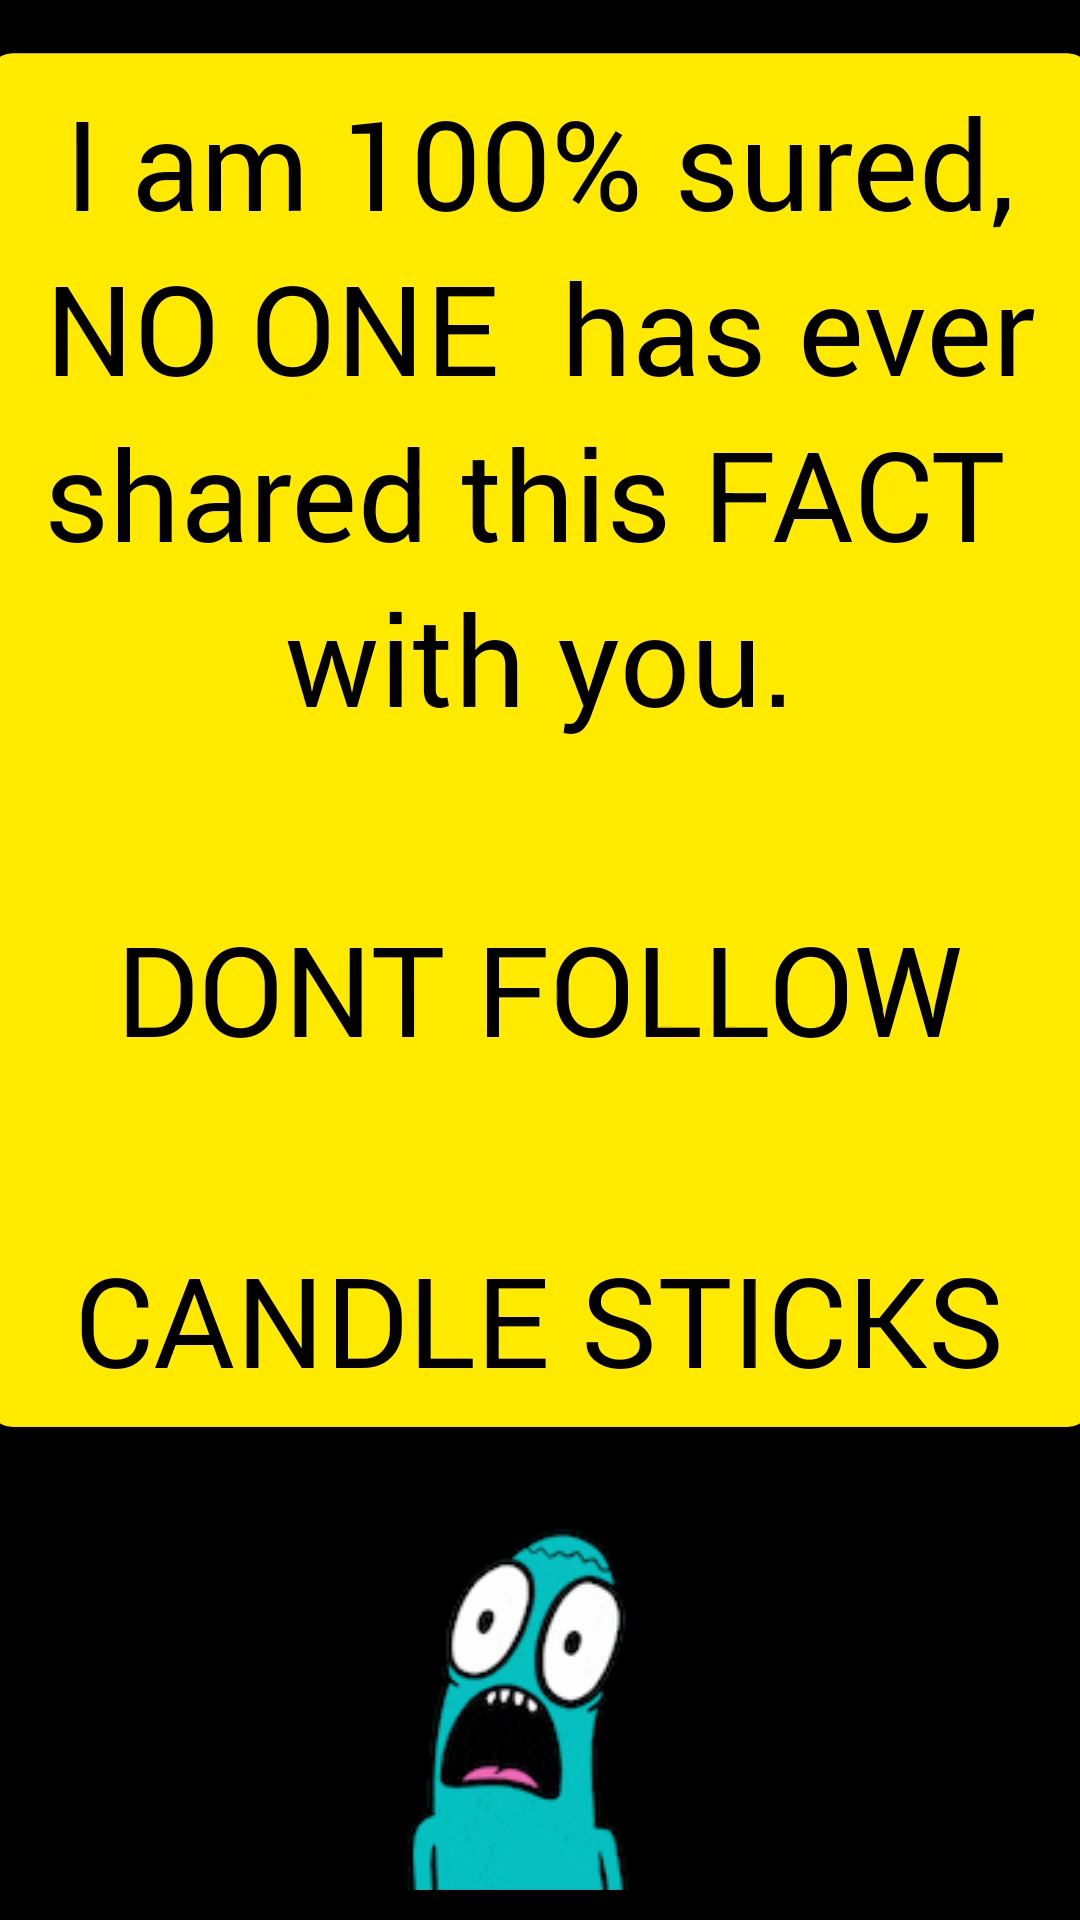 I am 100% sured,
NO ONE  has ever
shared this FACT
with you.
DONT FOLLOW
CANDLE STICKS